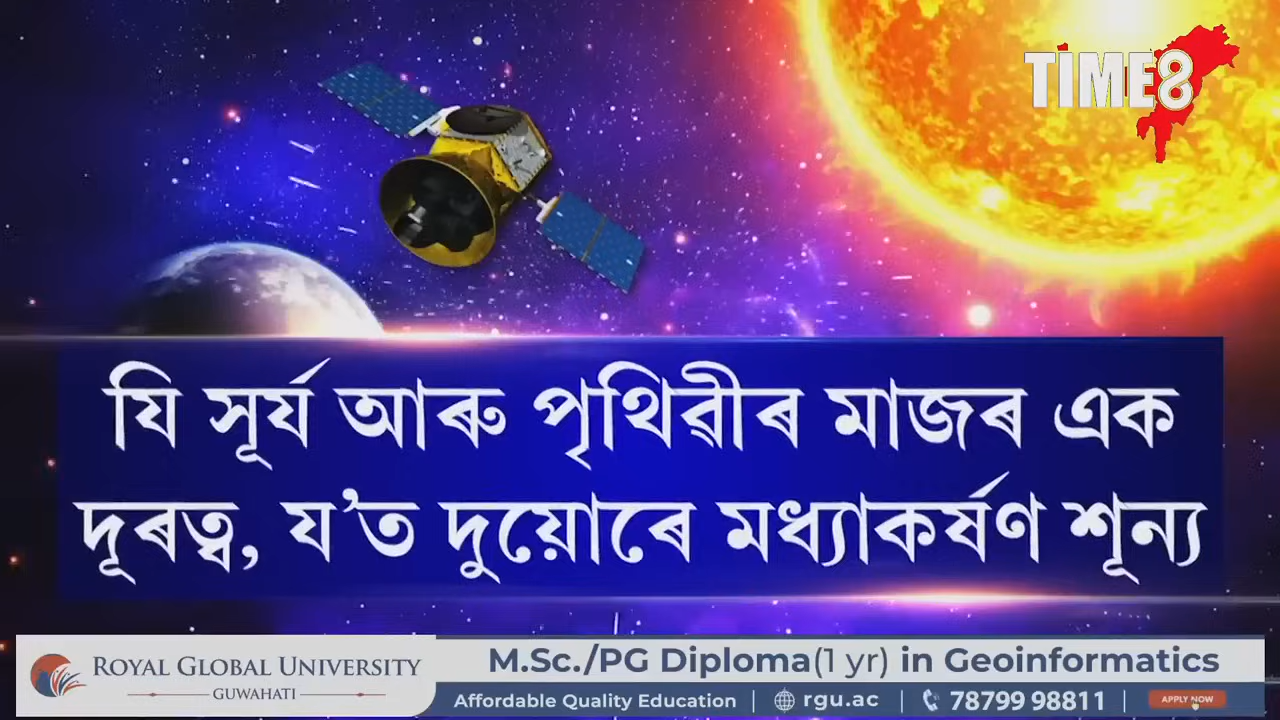 TIME8
যি সূৰ্য আৰু পৃথিৱীৰ মাজৰ এক
দূৰত্ব, য'ত দুয়োৰে মধ্যাকৰ্ষণ শূন্য
ROYAL GLOBAL UNIVERSITY
GUWAHATI
M.Sc./PG Diploma(1 yr) in Geoinformatics
Affordable Quality Education | rgu.ac | 78799 98811 | APPLY NOW